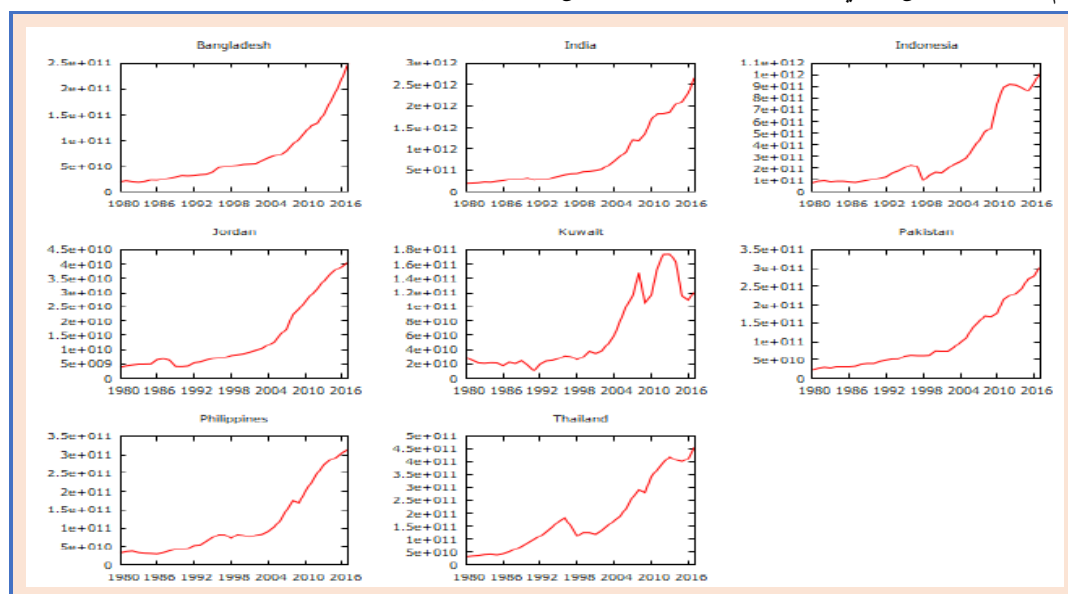 Bangladesh
2.5e+011
2e+011
1.5e+011
1e+011
5e+010
0
1980 1986 1992 1998 2004 2010 2016
India
3e+012
2.5e+012
2e+012
1.5e+012
1e+012
5e+011
0
1980 1986 1992 1998 2004 2010 2016
Indonesia
1.1e+012
1e+012
9e+011
8e+011
7e+011
6e+011
5e+011
4e+011
3e+011
2e+011
1e+011
0
1980 1986 1992 1998 2004 2010 2016
Jordan
4.5e+010
4e+010
3.5e+010
3e+010
2.5e+010
2e+010
1.5e+010
1e+010
5e+009
0
1980 1986 1992 1998 2004 2010 2016
Kuwait
1.8e+011
1.6e+011
1.4e+011
1.2e+011
1e+011
8e+010
6e+010
4e+010
2e+010
0
1980 1986 1992 1998 2004 2010 2016
Pakistan
3.5e+011
3e+011
2.5e+011
2e+011
1.5e+011
1e+011
5e+010
0
1980 1986 1992 1998 2004 2010 2016
Philippines
3.5e+011
3e+011
2.5e+011
2e+011
1.5e+011
1e+011
5e+010
0
1980 1986 1992 1998 2004 2010 2016
Thailand
5e+011
4.5e+011
4e+011
3.5e+011
3e+011
2.5e+011
2e+011
1.5e+011
1e+011
5e+010
0
1980 1986 1992 1998 2004 2010 2016